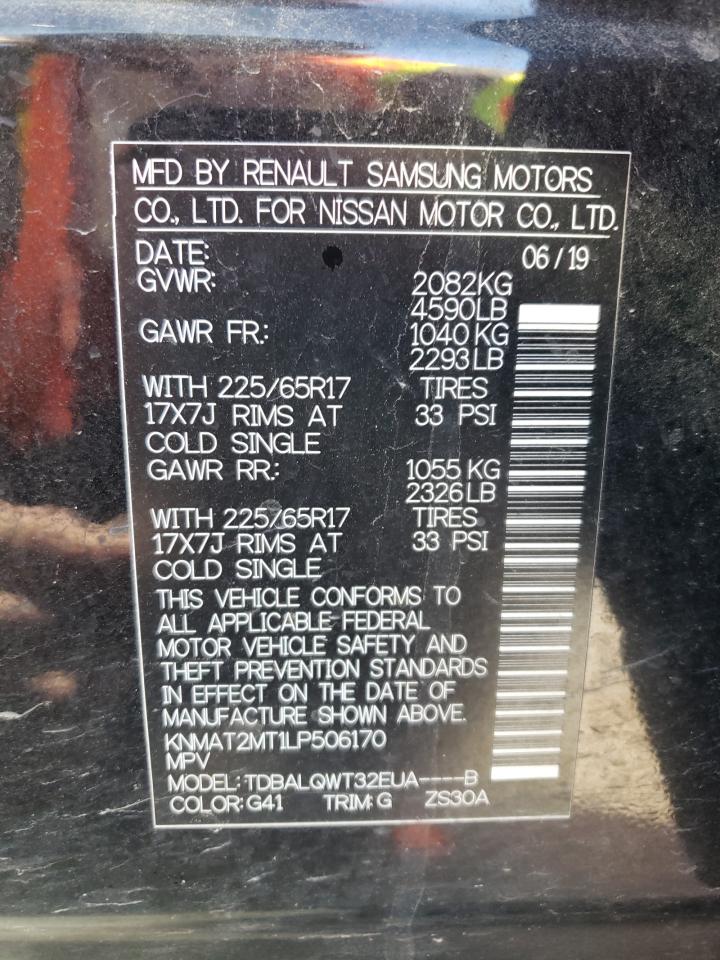 MFD BY RENAULT SAMSUNG MOTORS
CO., LTD. FOR NISSAN MOTOR CO., LTD.
DATE: 06/19
GVWR: 2082KG
4590LB
GAWR FR.: 1040 KG
2293 LB
WITH 225/65R17 TIRES
17X7J RIMS AT 33 PSI
COLD SINGLE
GAWR RR.: 1055 KG
2326 LB
WITH 225/65R17 TIRES
17X7J RIMS AT 33 PSI
COLD SINGLE
THIS VEHICLE CONFORMS TO
ALL APPLICABLE FEDERAL
MOTOR VEHICLE SAFETY AND
THEFT PREVENTION STANDARDS
IN EFFECT ON THE DATE OF
MANUFACTURE SHOWN ABOVE.
KNMAT2MT1LP506170
MPV
MODEL: TDBALQWT32EUA----B
COLOR: G41 TRIM: G ZS30A